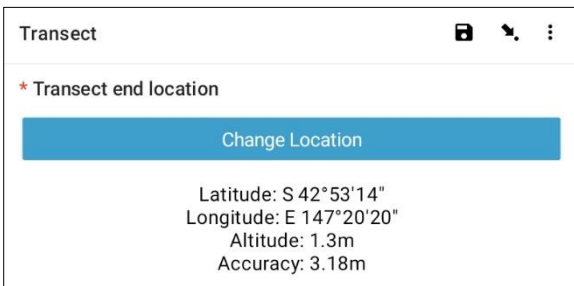 Transect
* Transect end location
Change Location
Latitude: S 42°53'14"
Longitude: E 147°20'20"
Altitude: 1.3m
Accuracy: 3.18m